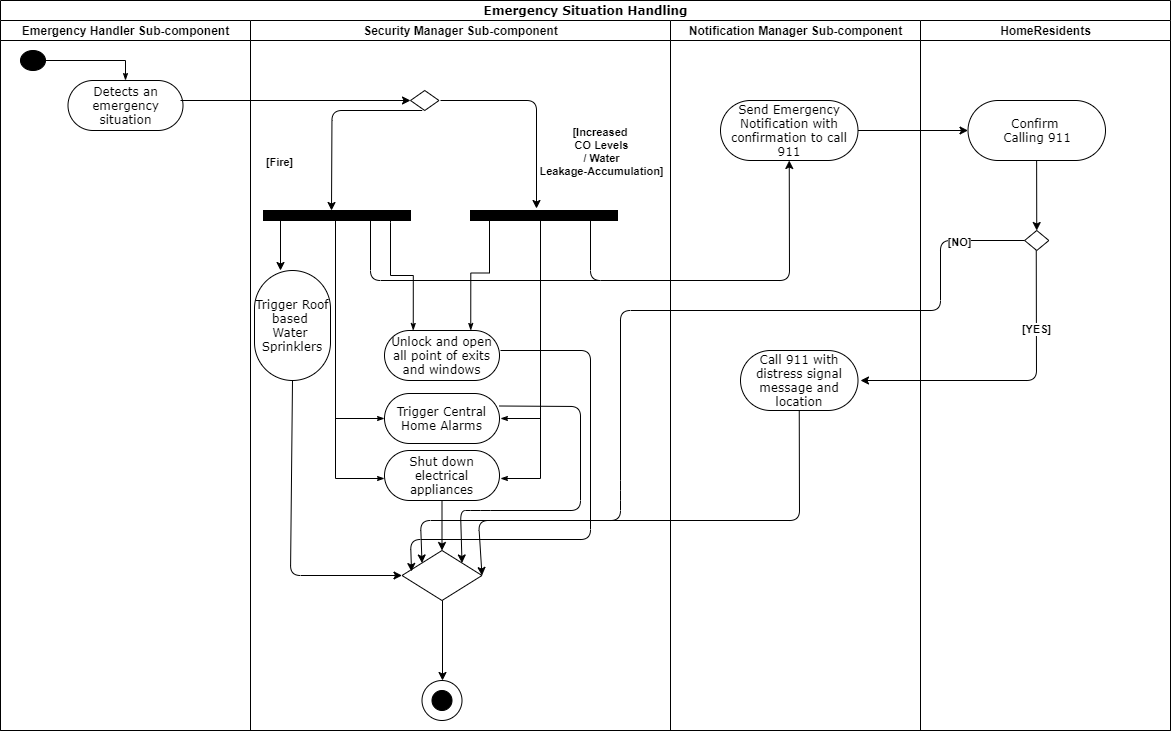 Emergency Situation Handling
Emergency Handler Sub-component
Security Manager Sub-component
Notification Manager Sub-component
HomeResidents
Detects an
emergency
situation
[Fire]
[Increased
CO Levels
/ Water
Leakage-Accumulation]
Send Emergency
Notification with
confirmation to call
911
Confirm
Calling 911
[NO]
[YES]
Trigger Roof
based
Water
Sprinklers
Unlock and open
all point of exits
and windows
Call 911 with
distress signal
message and
location
Trigger Central
Home Alarms
Shut down
electrical
appliances